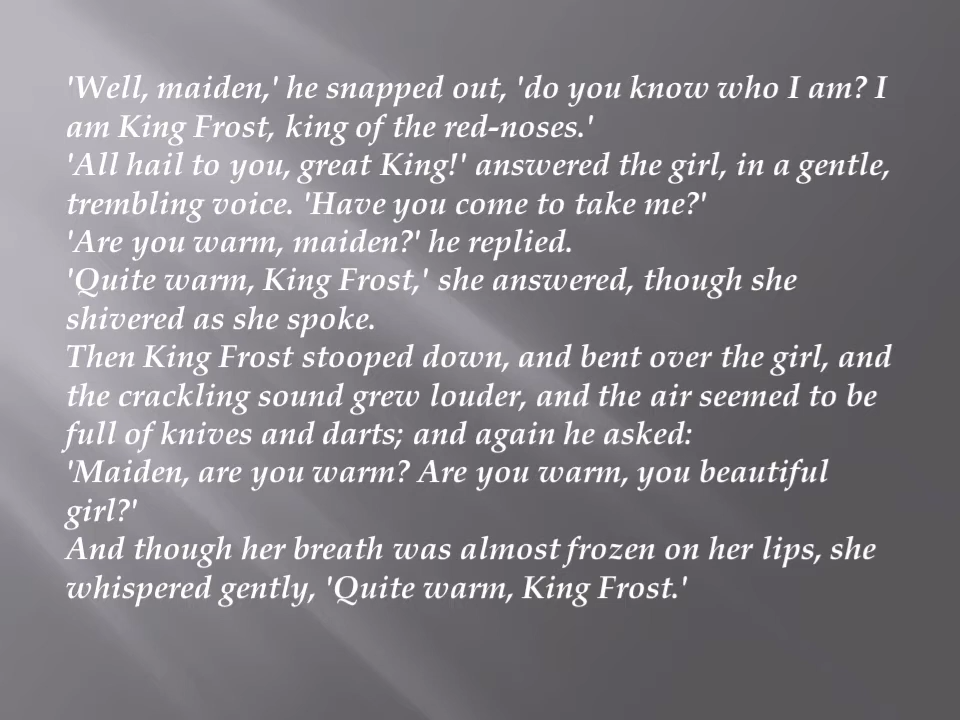 'Well, maiden,' he snapped out, 'do you know who I am? I
am King Frost, king of the red-noses.'
'All hail to you, great King!' answered the girl, in a gentle,
trembling voice. 'Have you come to take me?'
'Are you warm, maiden?' he replied.
'Quite warm, King Frost,' she answered, though she
shivered as she spoke.
Then King Frost stooped down, and bent over the girl, and
the crackling sound grew louder, and the air seemed to be
full of knives and darts; and again he asked:
'Maiden, are you warm? Are you warm, you beautiful
girl?'
And though her breath was almost frozen on her lips, she
whispered gently, 'Quite warm, King Frost.'